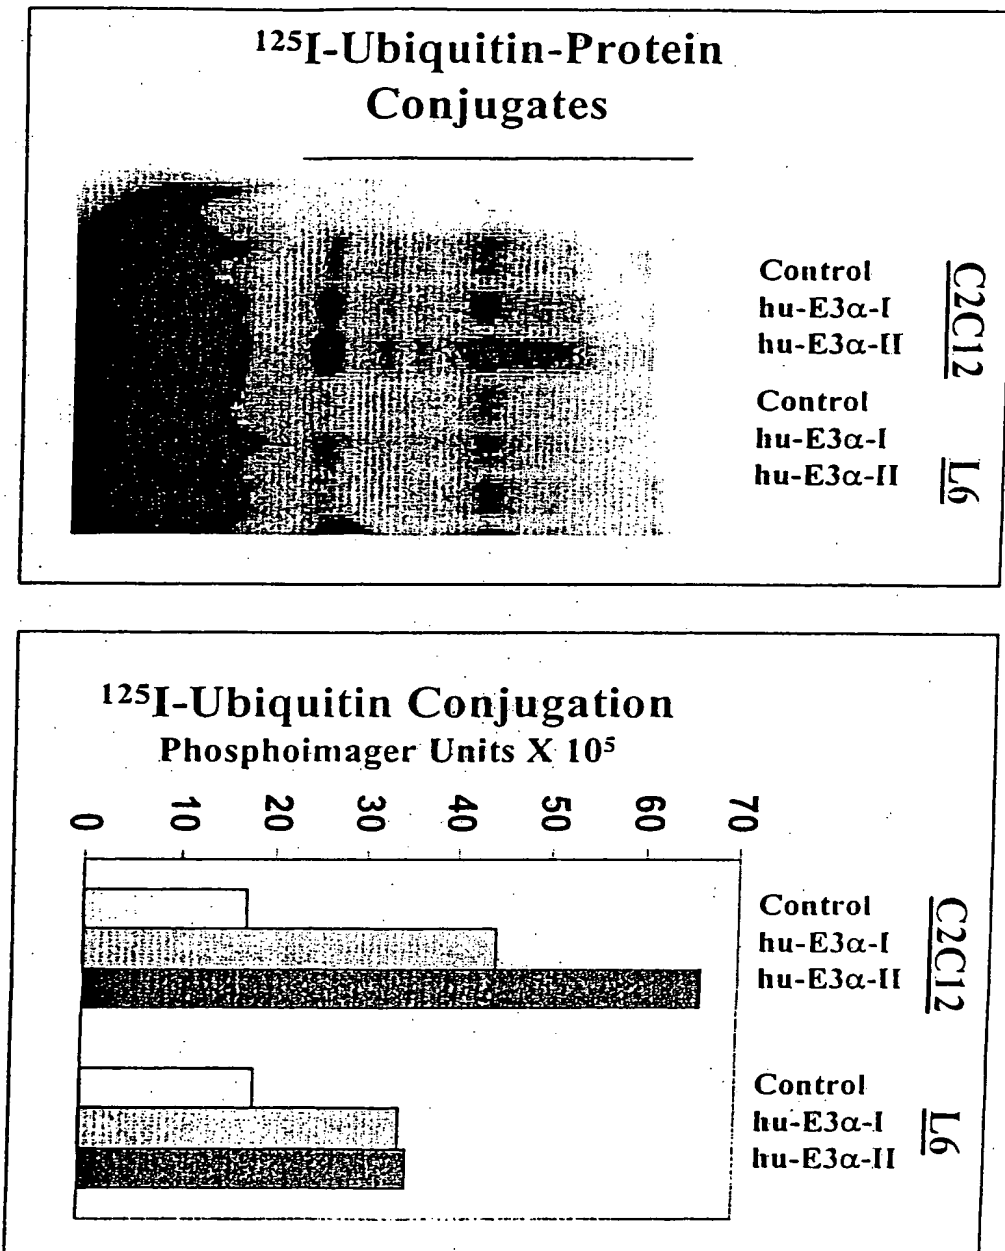 ¹²⁵I-Ubiquitin-Protein
Conjugates
Control
hu-E3α-I
hu-E3α-II
C2C12
Control
hu-E3α-I
hu-E3α-II
L6
¹²⁵I-Ubiquitin Conjugation
Phosphoimager Units X 10⁵
0
10
20
30
40
50
60
70
Control
hu-E3α-I
hu-E3α-II
C2C12
Control
hu-E3α-I
hu-E3α-II
L6